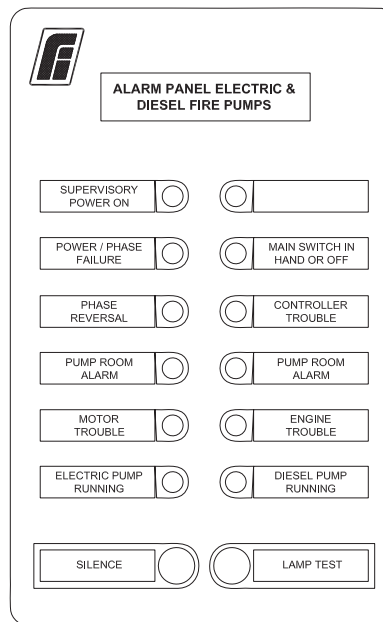 ALARM PANEL ELECTRIC &
DIESEL FIRE PUMPS
SUPERVISORY
POWER ON
POWER / PHASE
FAILURE
MAIN SWITCH IN
HAND OR OFF
PHASE
REVERSAL
CONTROLLER
TROUBLE
PUMP ROOM
ALARM
PUMP ROOM
ALARM
MOTOR
TROUBLE
ENGINE
TROUBLE
ELECTRIC PUMP
RUNNING
DIESEL PUMP
RUNNING
SILENCE
LAMP TEST